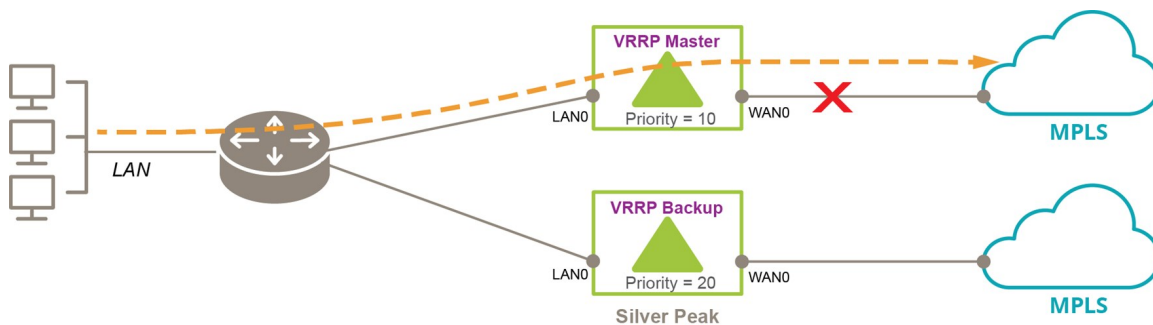 VRRP Master
LAN0
Priority = 10
WAN0
MPLS
LAN
VRRP Backup
LAN0
Priority = 20
WAN0
MPLS
Silver Peak